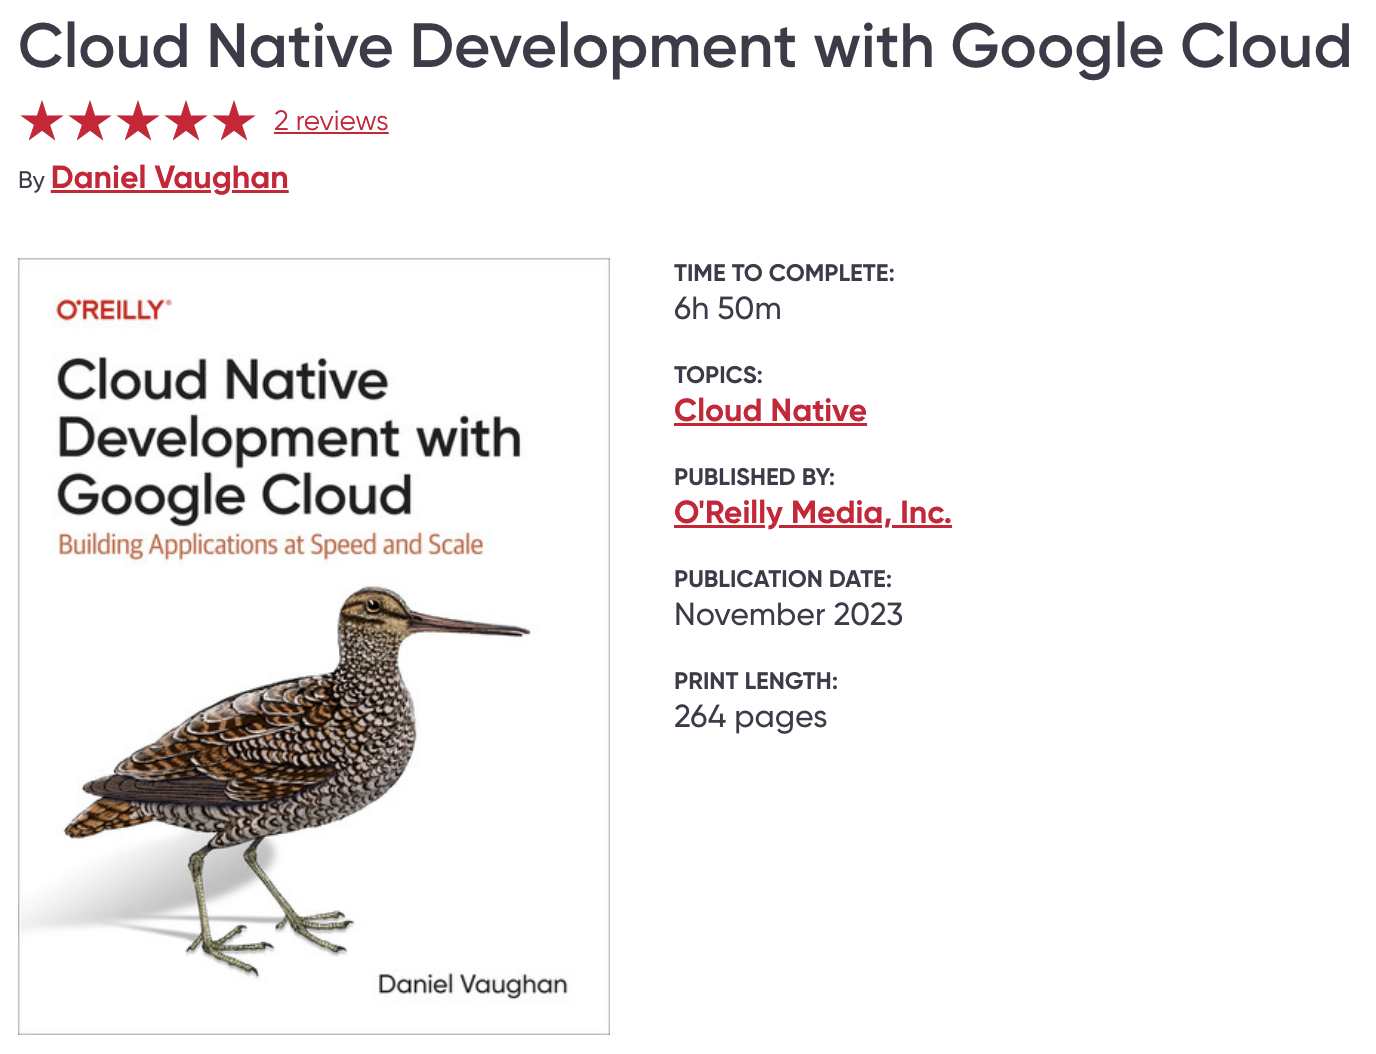 Cloud Native Development with Google Cloud
2 reviews
By Daniel Vaughan
O'REILLY®
Cloud Native
Development with
Google Cloud
Building Applications at Speed and Scale
Daniel Vaughan
TIME TO COMPLETE:
6h 50m
TOPICS:
Cloud Native
PUBLISHED BY:
O'Reilly Media, Inc.
PUBLICATION DATE:
November 2023
PRINT LENGTH:
264 pages